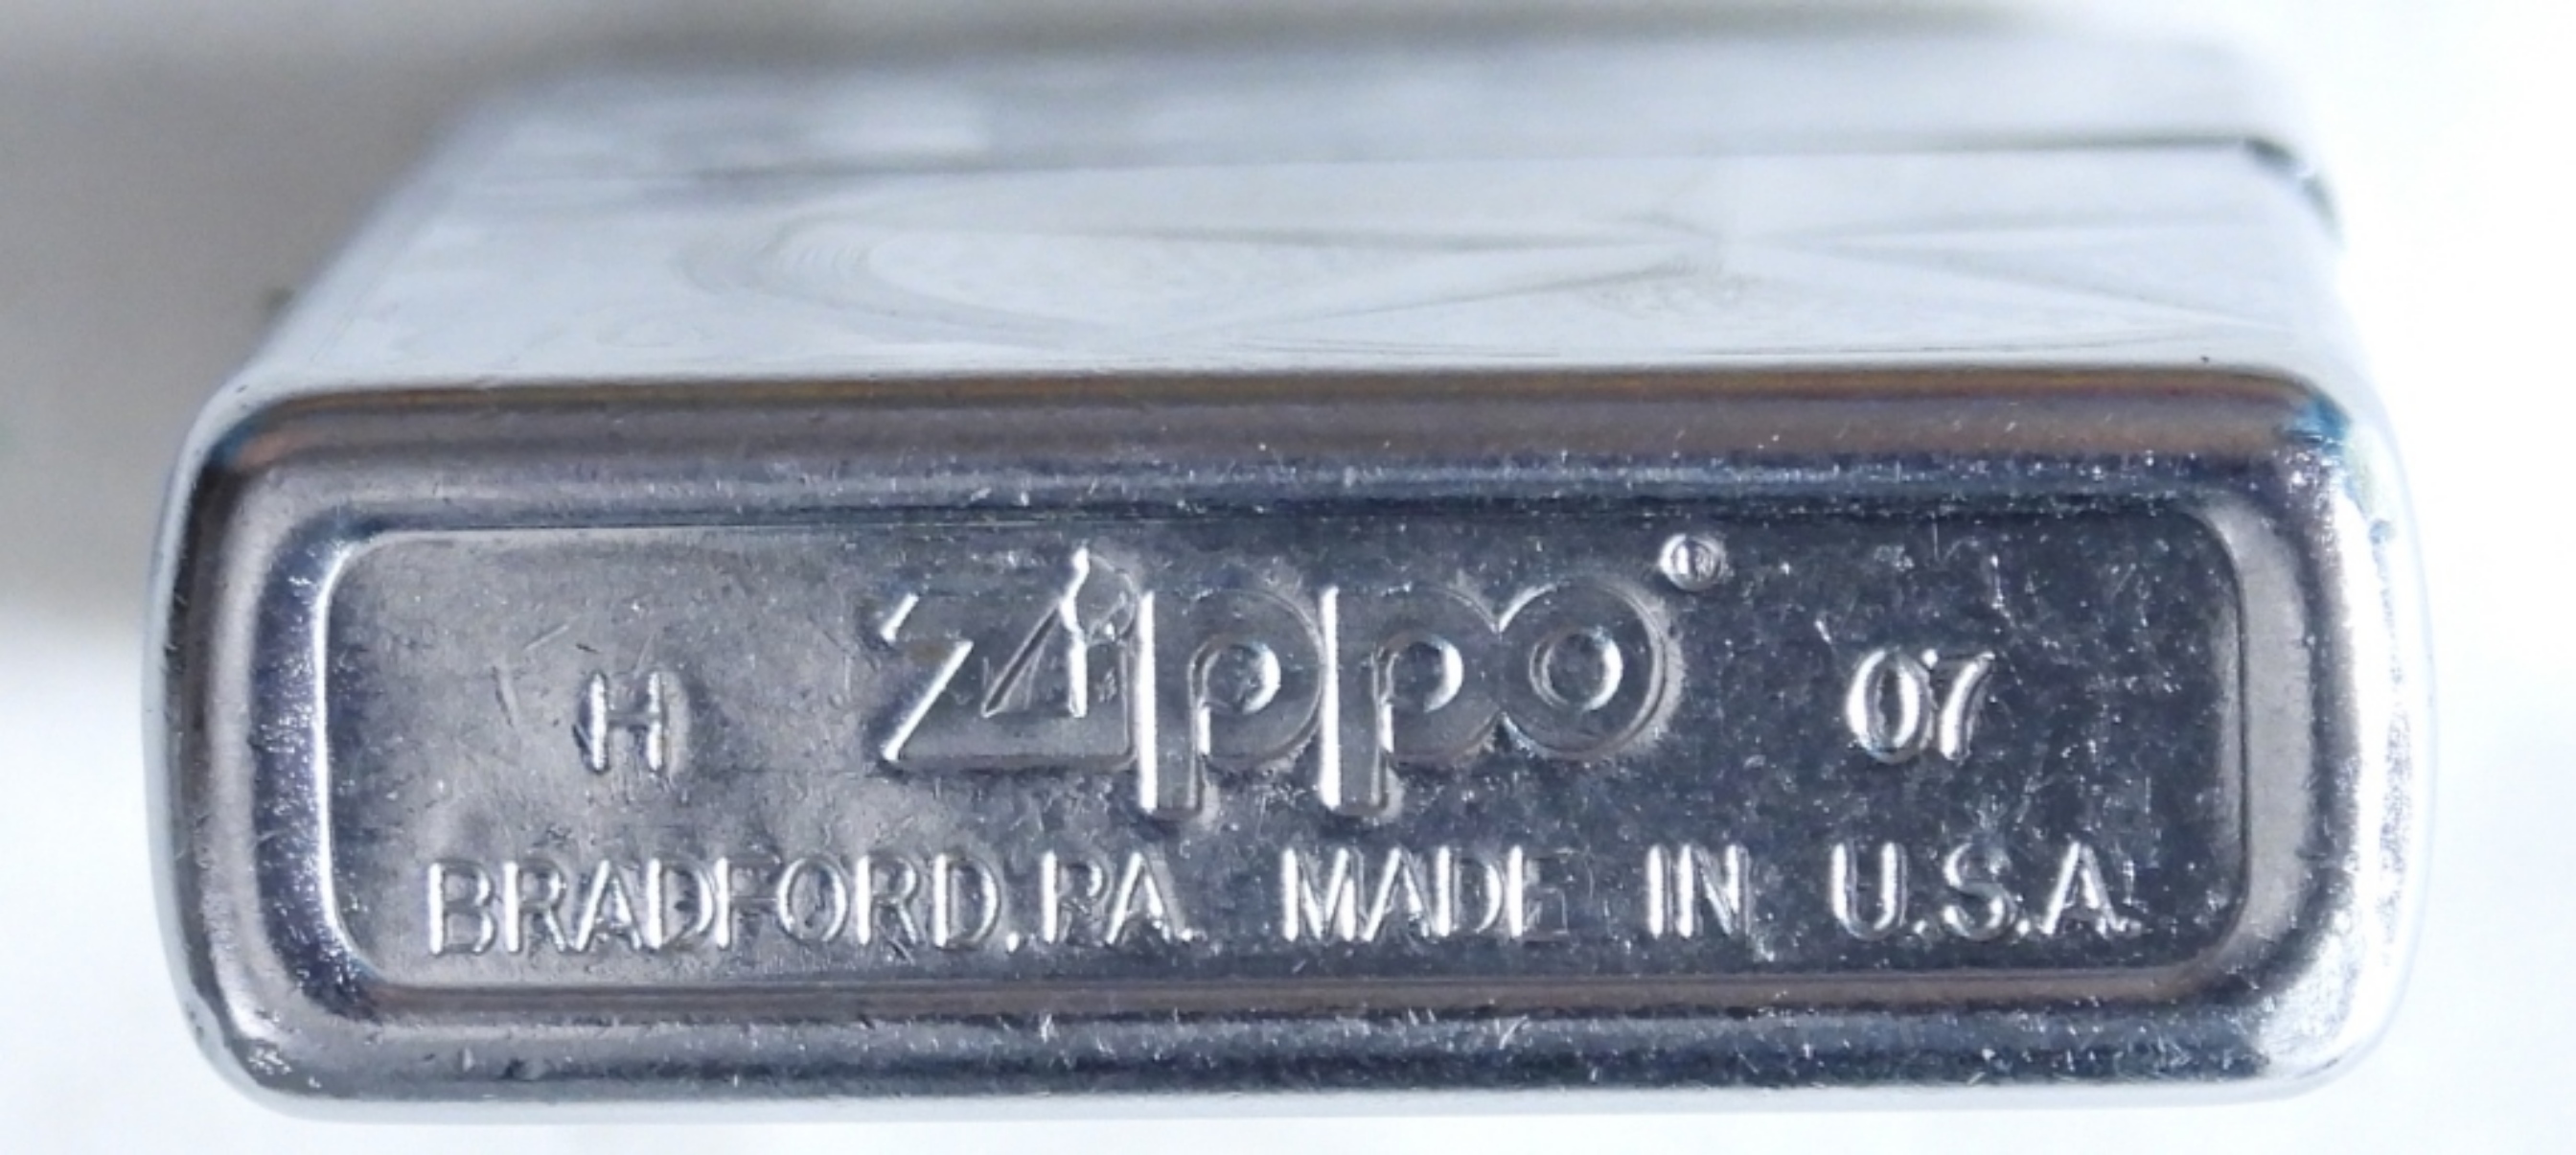 H Zippo® 07
BRADFORD, PA. MADE IN U.S.A.